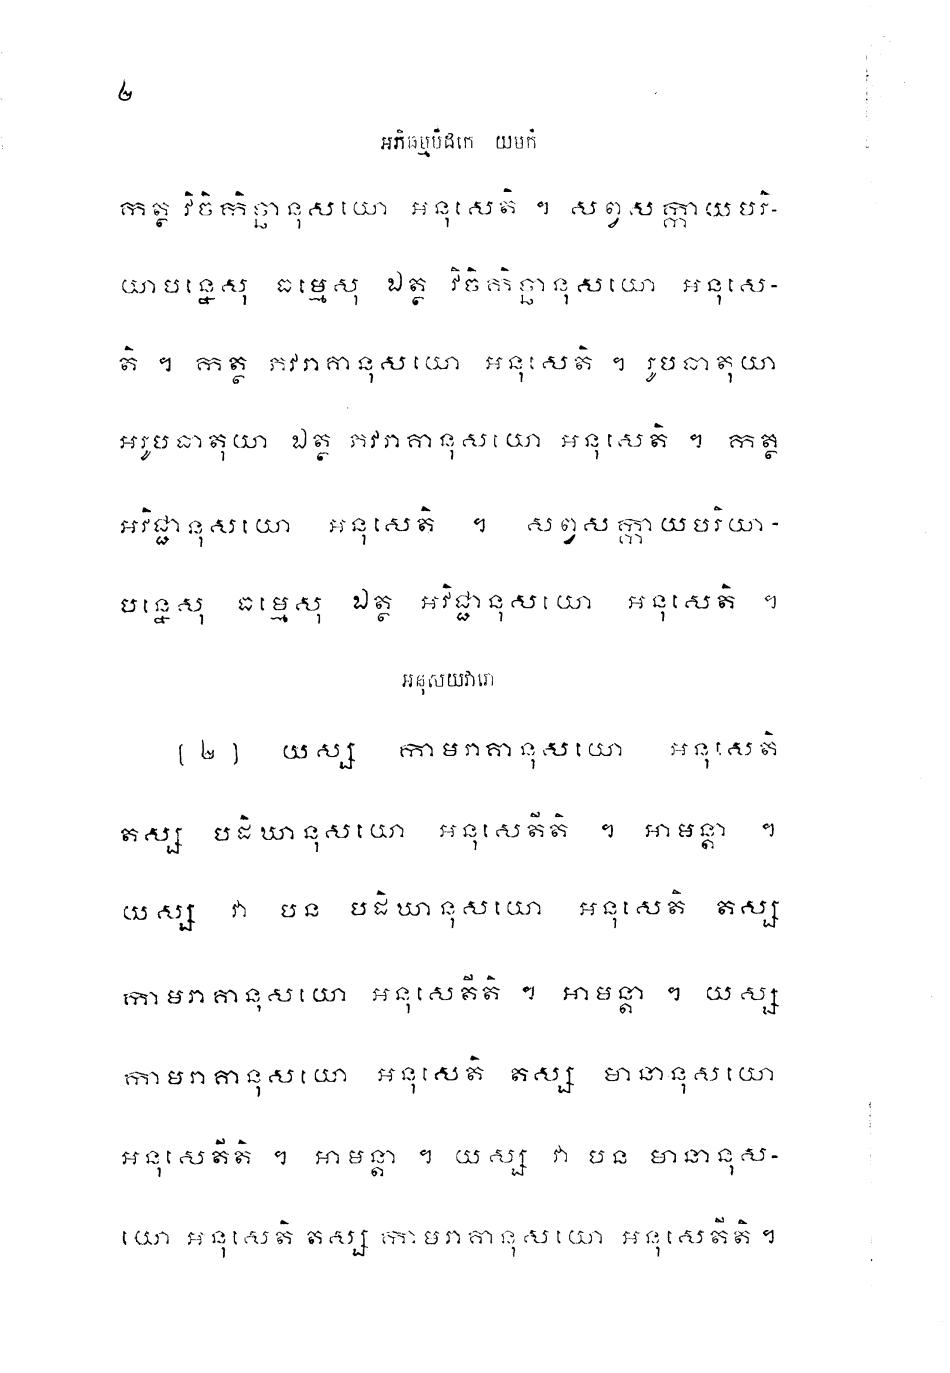 ២
អភិធម្មបិដកេ យមកំ
កត្ថ វិចិកិច្ឆានុសយោ អនុសេតិ ។ សព្វសក្កាយបរិ-
យាបន្នេសុ ធម្មេសុ ឯត្ថ វិចិកិច្ឆានុសយោ អនុសេ-
តិ ។ កត្ថ ភវរាគានុសយោ អនុសេតិ ។ រូបធាតុយា
អរូបធាតុយា ឯត្ថ ភវរាគានុសយោ អនុសេតិ ។ កត្ថ
អវិជ្ជានុសយោ អនុសេតិ ។ សព្វសក្កាយបរិយា-
បន្នេសុ ធម្មេសុ ឯត្ថ អវិជ្ជានុសយោ អនុសេតិ ។
អនុសយវារោ
(២) យស្ស កាមរាគានុសយោ អនុសេតិ
តស្ស បដិឃានុសយោ អនុសេតីតិ ។ អាមន្តា ។
យស្ស វា បន បដិឃានុសយោ អនុសេតិ តស្ស
កាមរាគានុសយោ អនុសេតីតិ ។ អាមន្តា ។ យស្ស
កាមរាគានុសយោ អនុសេតិ តស្ស មានានុសយោ
អនុសេតីតិ ។ អាមន្តា ។ យស្ស វា បន មានានុស-
យោ អនុសេតិ តស្ស កាមរាគានុសយោ អនុសេតីតិ ។